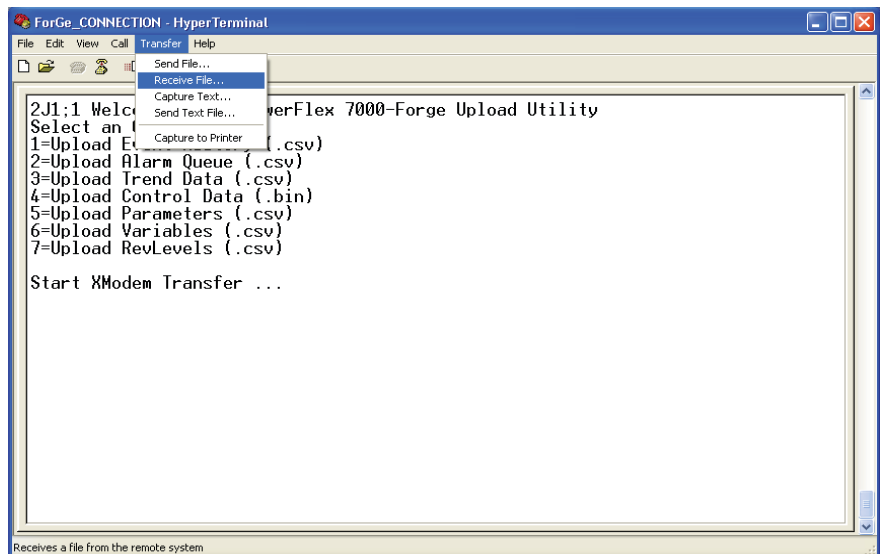 ForGe_CONNECTION - HyperTerminal
File Edit View Call Transfer Help
Send File...
Receive File...
Capture Text...
Send Text File...
Capture to Printer
2J1;1 Welc erFlex 7000-Forge Upload Utility
Select an
1=Upload E (.csv)
2=Upload Alarm Queue (.csv)
3=Upload Trend Data (.csv)
4=Upload Control Data (.bin)
5=Upload Parameters (.csv)
6=Upload Variables (.csv)
7=Upload RevLevels (.csv)
Start XModem Transfer ...
Receives a file from the remote system